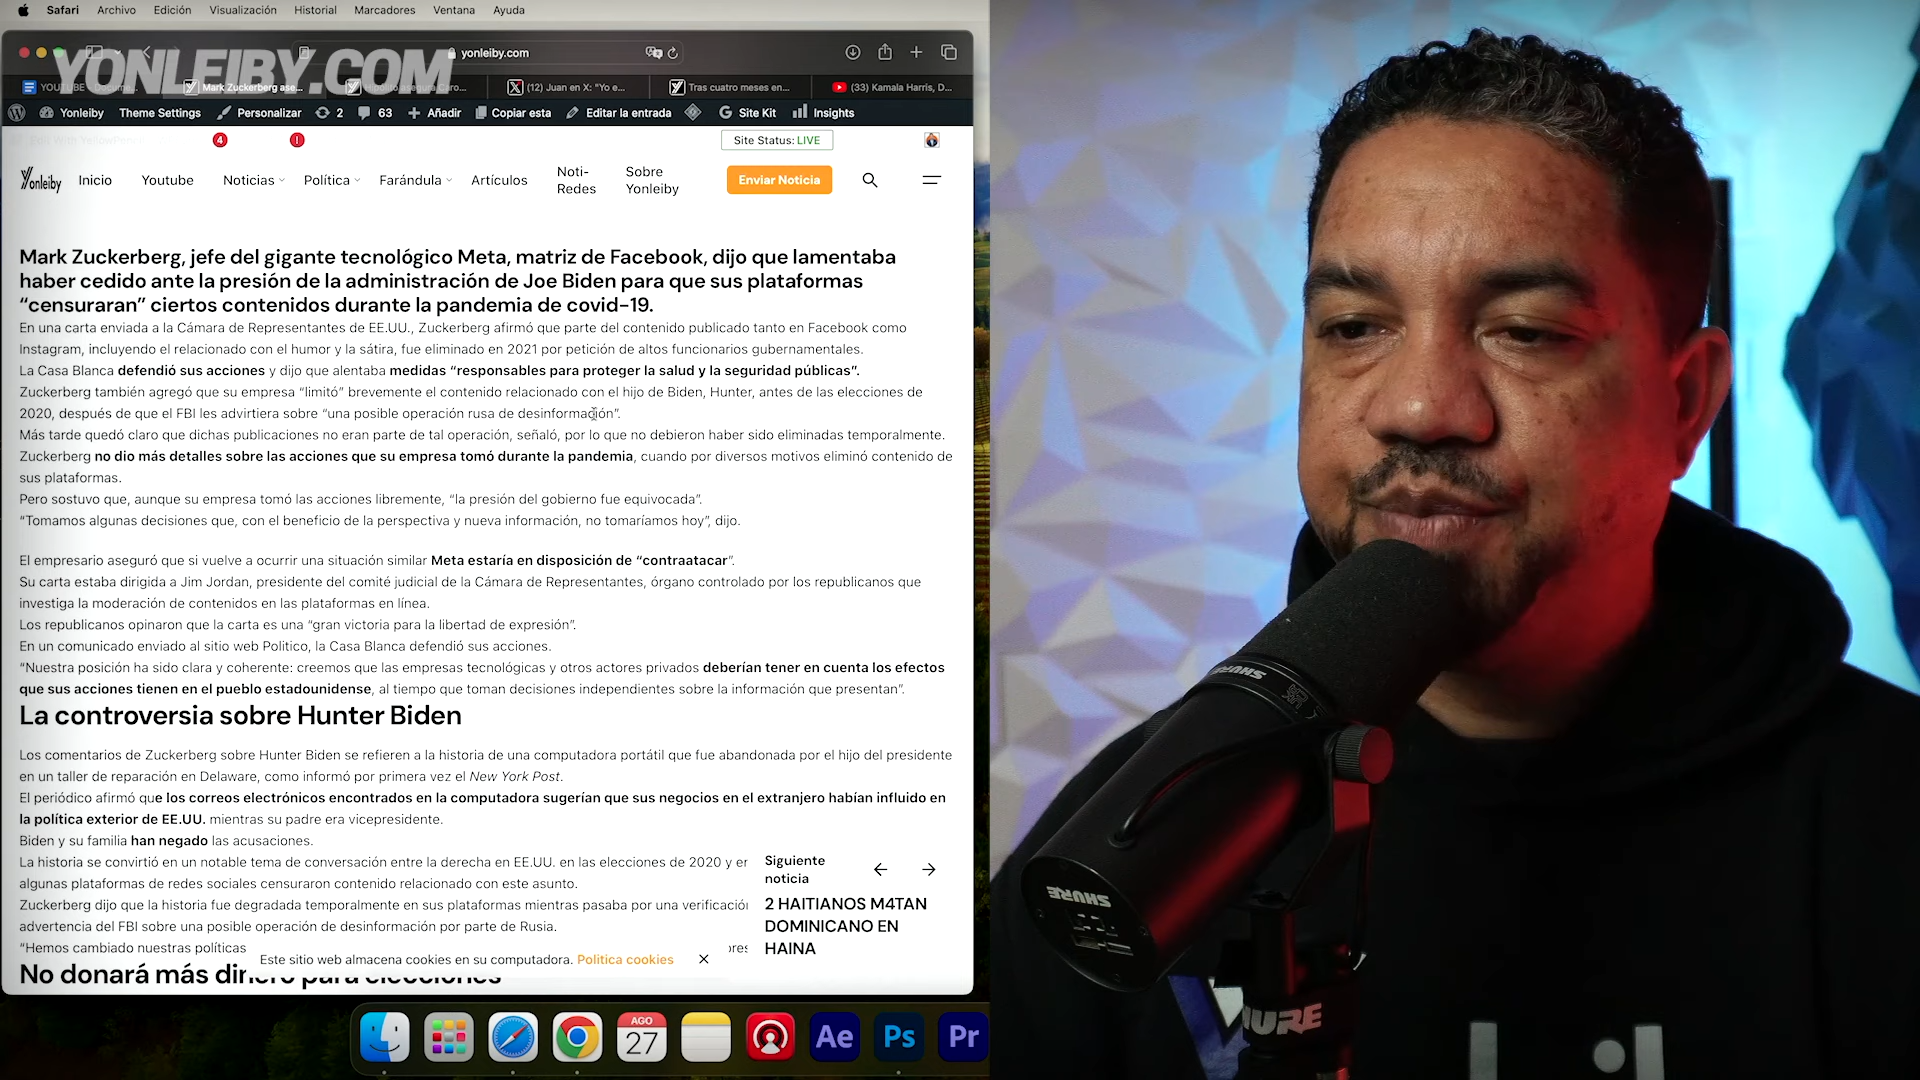 Safari Archivo Edición Visualización Historial Marcadores Ventana Ayuda
YONLEIBY.COM
yonleiby.com
YOUTUBE
Mark Zuckerberg ase...
(12) Juan en X: "Yo e...
Tras cuatro meses en...
(33) Kamala Harris, D...
Yonleiby Theme Settings Personalizar 2 63 Añadir Copiar esta Editar la entrada Site Kit Insights
4 !
Site Status: LIVE
Yonleiby Inicio Youtube Noticias Política Farándula Artículos Noti-Redes Sobre Yonleiby Enviar Noticia
Mark Zuckerberg, jefe del gigante tecnológico Meta, matriz de Facebook, dijo que lamentaba
haber cedido ante la presión de la administración de Joe Biden para que sus plataformas
“censuraran” ciertos contenidos durante la pandemia de covid-19.
En una carta enviada a la Cámara de Representantes de EE.UU., Zuckerberg afirmó que parte del contenido publicado tanto en Facebook como
Instagram, incluyendo el relacionado con el humor y la sátira, fue eliminado en 2021 por petición de altos funcionarios gubernamentales.
La Casa Blanca defendió sus acciones y dijo que alentaba medidas “responsables para proteger la salud y la seguridad públicas”.
Zuckerberg también agregó que su empresa “limitó” brevemente el contenido relacionado con el hijo de Biden, Hunter, antes de las elecciones de
2020, después de que el FBI les advirtiera sobre “una posible operación rusa de desinformación”.
Más tarde quedó claro que dichas publicaciones no eran parte de tal operación, señaló, por lo que no debieron haber sido eliminadas temporalmente.
Zuckerberg no dio más detalles sobre las acciones que su empresa tomó durante la pandemia, cuando por diversos motivos eliminó contenido de
sus plataformas.
Pero sostuvo que, aunque su empresa tomó las acciones libremente, “la presión del gobierno fue equivocada”.
“Tomamos algunas decisiones que, con el beneficio de la perspectiva y nueva información, no tomaríamos hoy”, dijo.
El empresario aseguró que si vuelve a ocurrir una situación similar Meta estaría en disposición de “contraatacar”.
Su carta estaba dirigida a Jim Jordan, presidente del comité judicial de la Cámara de Representantes, órgano controlado por los republicanos que
investiga la moderación de contenidos en las plataformas en línea.
Los republicanos opinaron que la carta es una “gran victoria para la libertad de expresión”.
En un comunicado enviado al sitio web Politico, la Casa Blanca defendió sus acciones.
“Nuestra posición ha sido clara y coherente: creemos que las empresas tecnológicas y otros actores privados deberían tener en cuenta los efectos
que sus acciones tienen en el pueblo estadounidense, al tiempo que toman decisiones independientes sobre la información que presentan”.
La controversia sobre Hunter Biden
Los comentarios de Zuckerberg sobre Hunter Biden se refieren a la historia de una computadora portátil que fue abandonada por el hijo del presidente
en un taller de reparación en Delaware, como informó por primera vez el New York Post.
El periódico afirmó que los correos electrónicos encontrados en la computadora sugerían que sus negocios en el extranjero habían influido en
la política exterior de EE.UU. mientras su padre era vicepresidente.
Biden y su familia han negado las acusaciones.
La historia se convirtió en un notable tema de conversación entre la derecha en EE.UU. en las elecciones de 2020 y
algunas plataformas de redes sociales censuraron contenido relacionado con este asunto.
Zuckerberg dijo que la historia fue degradada temporalmente en sus plataformas mientras pasaba por una verificación
advertencia del FBI sobre una posible operación de desinformación por parte de Rusia.
“Hemos cambiado nuestras políticas
No donará más dinero para elecciones
Siguiente
noticia
2 HAITIANOS M4TAN
DOMINICANO EN
HAINA
Este sitio web almacena cookies en su computadora. Politica cookies
AGO
27
Ae
Ps
Pr
SHURE
SHURE